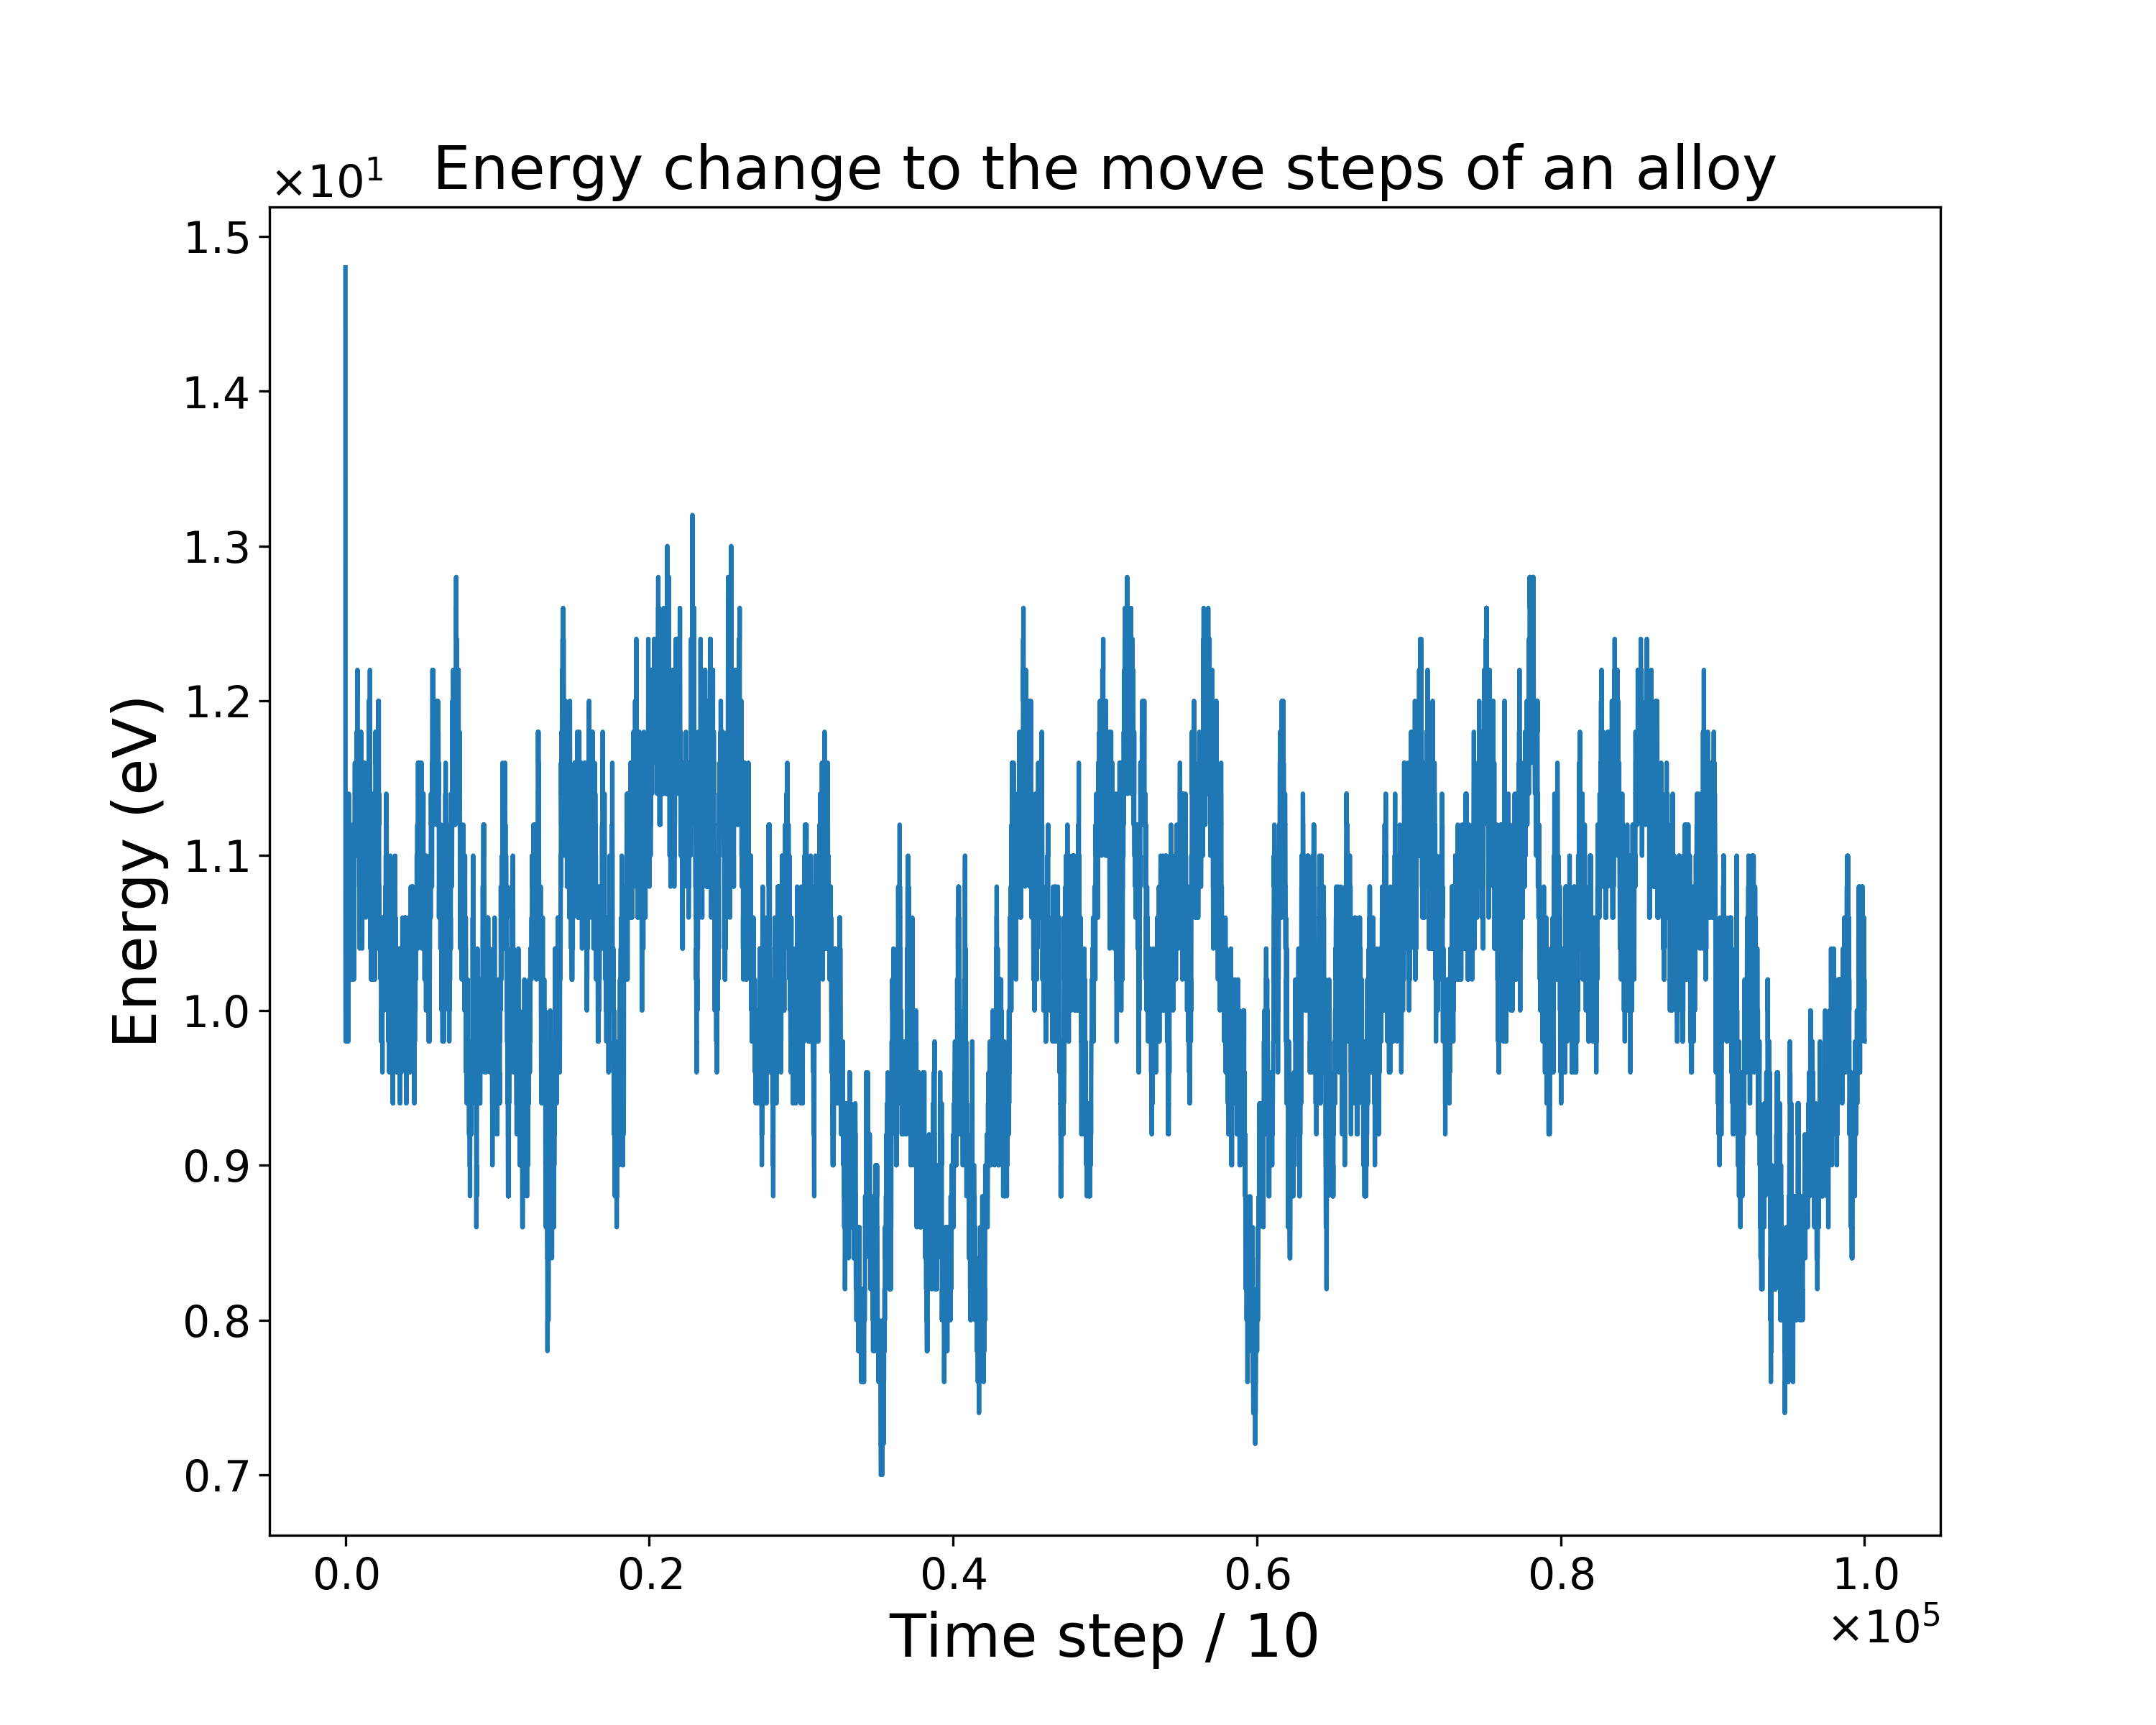 ×10¹
Energy change to the move steps of an alloy
1.5
1.4
1.3
1.2
1.1
1.0
0.9
0.8
0.7
Energy (eV)
0.0 0.2 0.4 0.6 0.8 1.0
×10⁵
Time step / 10